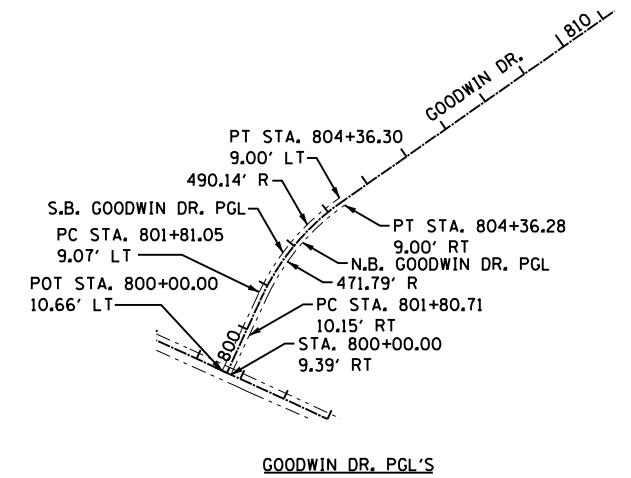 810
GOODWIN DR.
PT STA. 804+36.30
9.00' LT
490.14' R
S.B. GOODWIN DR. PGL
PC STA. 801+81.05
9.07' LT
POT STA. 800+00.00
10.66' LT
PT STA. 804+36.28
9.00' RT
N.B. GOODWIN DR. PGL
471.79' R
PC STA. 801+80.71
10.15' RT
STA. 800+00.00
9.39' RT
800
GOODWIN DR. PGL'S